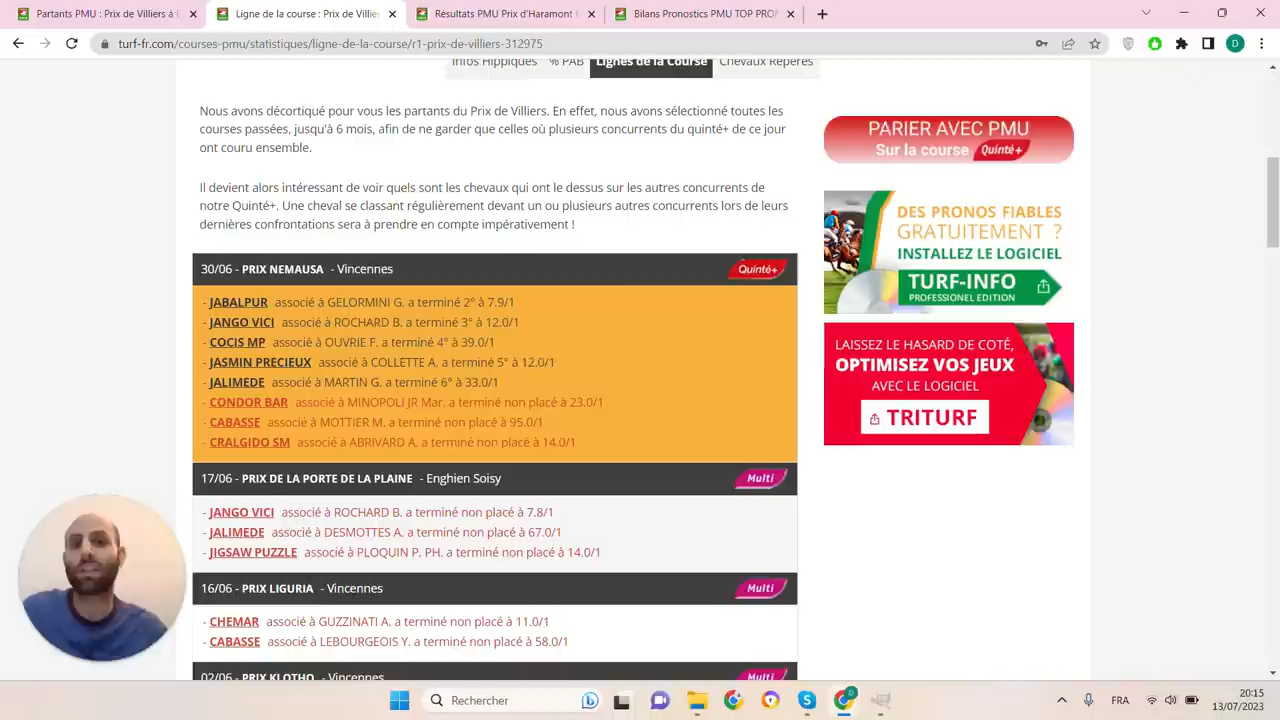 Partants : Prix de Villiers PMU
Ligne de course : Prix de Villie
Résultats PMU : TOP PRONO
Bilans Pronostics PMU TOP PRO
turf-fr.com/courses-pmu/statistiques/ligne-de-la-course/r1-prix-villiers-312975
D
Infos Hippiques % PAB Lignes de la Course Chevaux Repérés
Nous avons décortiqué pour vous les partants du Prix de Villiers. En effet, nous avons sélectionné toutes les
courses passées, jusqu'à 6 mois, afin de ne garder que celles où plusieurs concurrents du quinté+ de ce jour
ont couru ensemble.
Il devient alors intéressant de voir quels sont les chevaux qui ont le dessus sur les autres concurrents de
notre Quinté+. Une cheval se classant régulièrement devant un ou plusieurs autres concurrents lors de leurs
dernières confrontations sera à prendre en compte impérativement !
30/06 - PRIX NEMAUSA - Vincennes Quinté+
- JABALPUR associé à GELORMINI G. a terminé 2° à 7.9/1
- JANGO VICI associé à ROCHARD B. a terminé 3° à 12.0/1
- COCIS MP associé à OUVRIE F. a terminé 4° à 39.0/1
- JASMIN PRECIEUX associé à COLLETTE A. a terminé 5° à 12.0/1
- JALIMEDE associé à MARTIN G. a terminé 6° à 33.0/1
- CONDOR BAR associé à MINOPOLI JR Mar. a terminé non placé à 23.0/1
- CABASSE associé à MOTTIER M. a terminé non placé à 95.0/1
- CRALGIDO SM associé à ABRIVARD A. a terminé non placé à 14.0/1
17/06 - PRIX DE LA PORTE DE LA PLAINE - Enghien Soisy Multi
- JANGO VICI associé à ROCHARD B. a terminé non placé à 7.8/1
- JALIMEDE associé à DESMOTTES A. a terminé non placé à 67.0/1
- JIGSAW PUZZLE associé à PLOQUIN P. PH. a terminé non placé à 14.0/1
16/06 - PRIX LIGURIA - Vincennes Multi
- CHEMAR associé à GUZZINATI A. a terminé non placé à 11.0/1
- CABASSE associé à LEBOURGEOIS Y. a terminé non placé à 58.0/1
02/06 - PRIX KLOTHO - Vincennes Multi
PARIER AVEC PMU
Sur la course Quinté+
DES PRONOS FIABLES
GRATUITEMENT ?
INSTALLEZ LE LOGICIEL
TURF-INFO
PROFESSIONEL EDITION
LAISSEZ LE HASARD DE COTÉ,
OPTIMISEZ VOS JEUX
AVEC LE LOGICIEL
TRITURF
Rechercher
FRA
20:15
13/07/2023